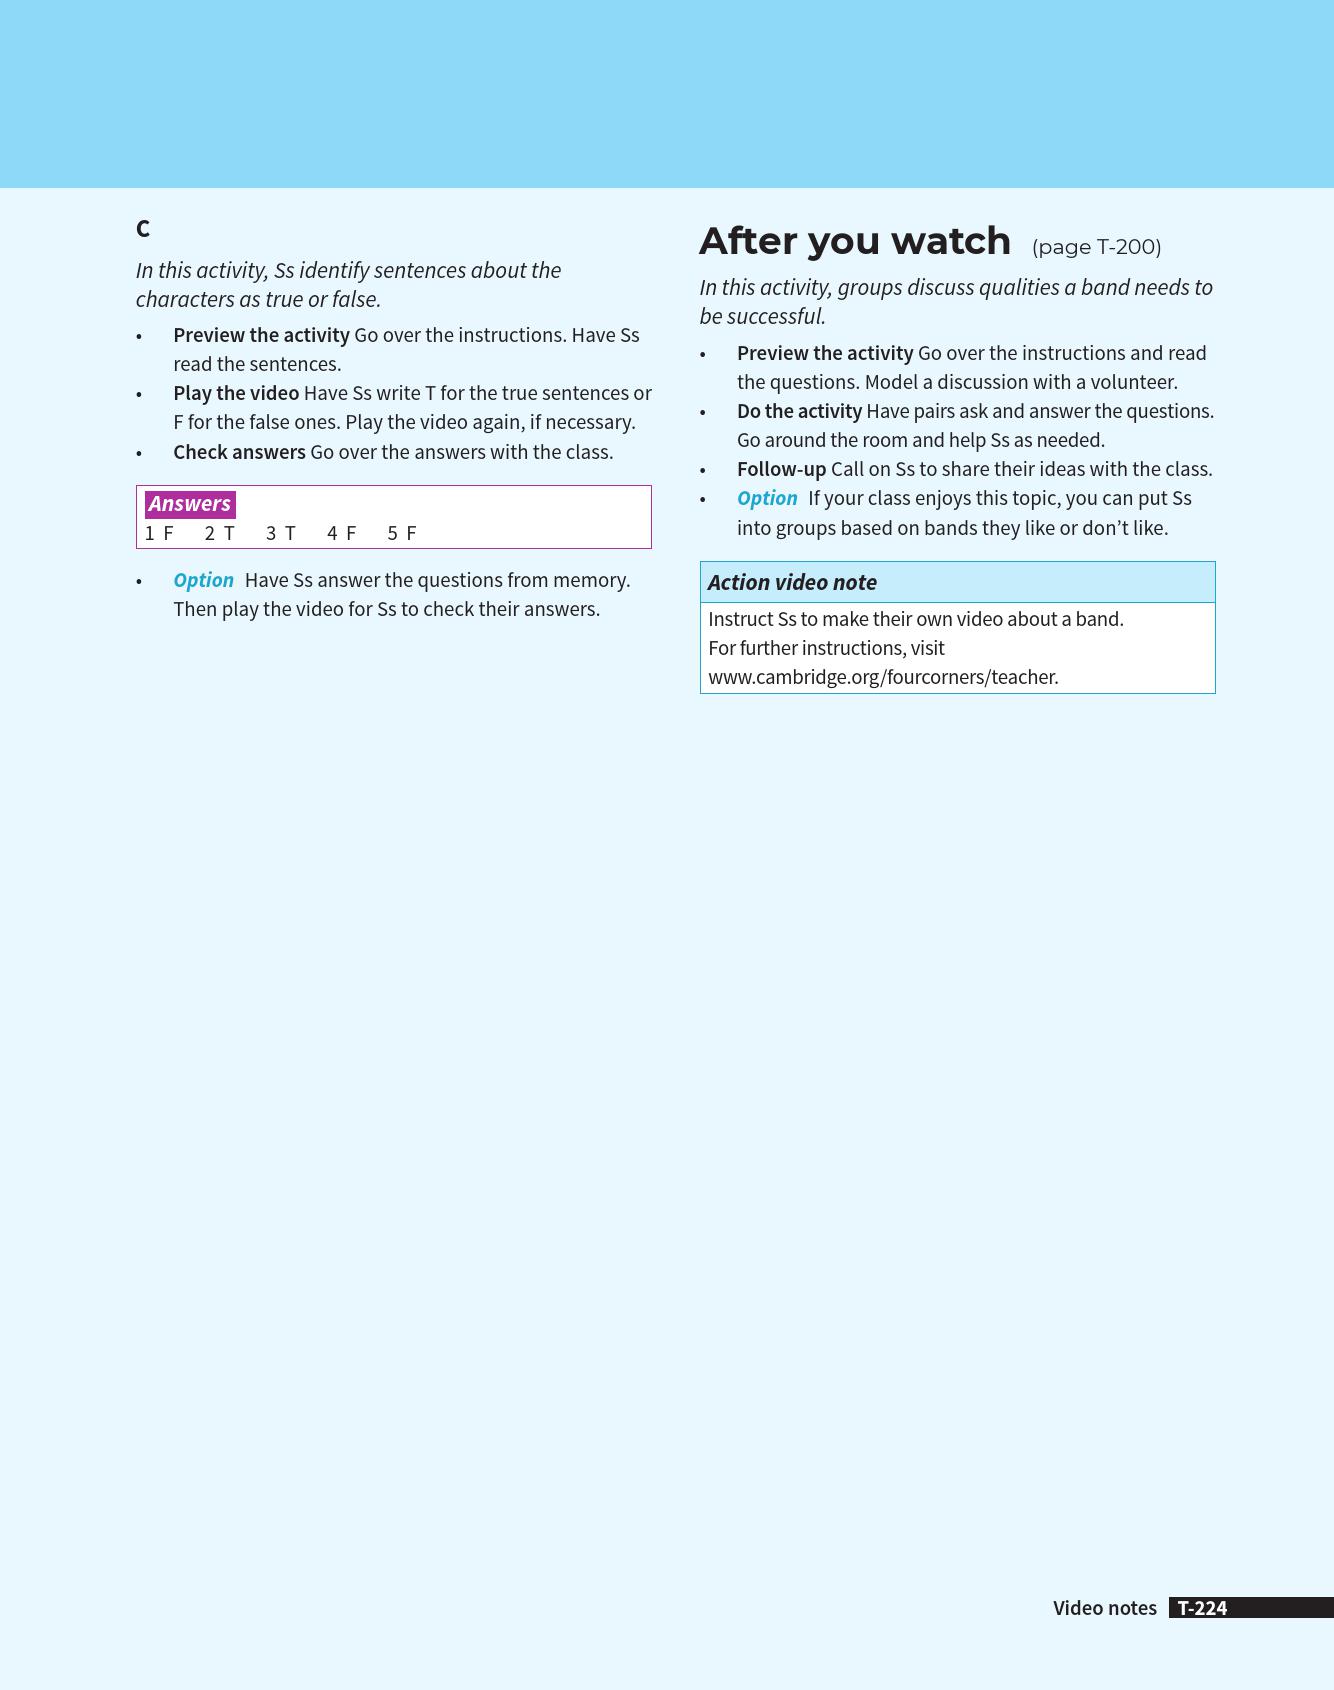 C
In this activity, Ss identify sentences about the
characters as true or false.
• Preview the activity Go over the instructions. Have Ss
read the sentences.
• Play the video Have Ss write T for the true sentences or
F for the false ones. Play the video again, if necessary.
• Check answers Go over the answers with the class.
Answers
1 F 2 T 3 T 4 F 5 F
• Option Have Ss answer the questions from memory.
Then play the video for Ss to check their answers.
After you watch (page T-200)
In this activity, groups discuss qualities a band needs to
be successful.
• Preview the activity Go over the instructions and read
the questions. Model a discussion with a volunteer.
• Do the activity Have pairs ask and answer the questions.
Go around the room and help Ss as needed.
• Follow-up Call on Ss to share their ideas with the class.
• Option If your class enjoys this topic, you can put Ss
into groups based on bands they like or don’t like.
Action video note
Instruct Ss to make their own video about a band.
For further instructions, visit
www.cambridge.org/fourcorners/teacher.
Video notes T-224